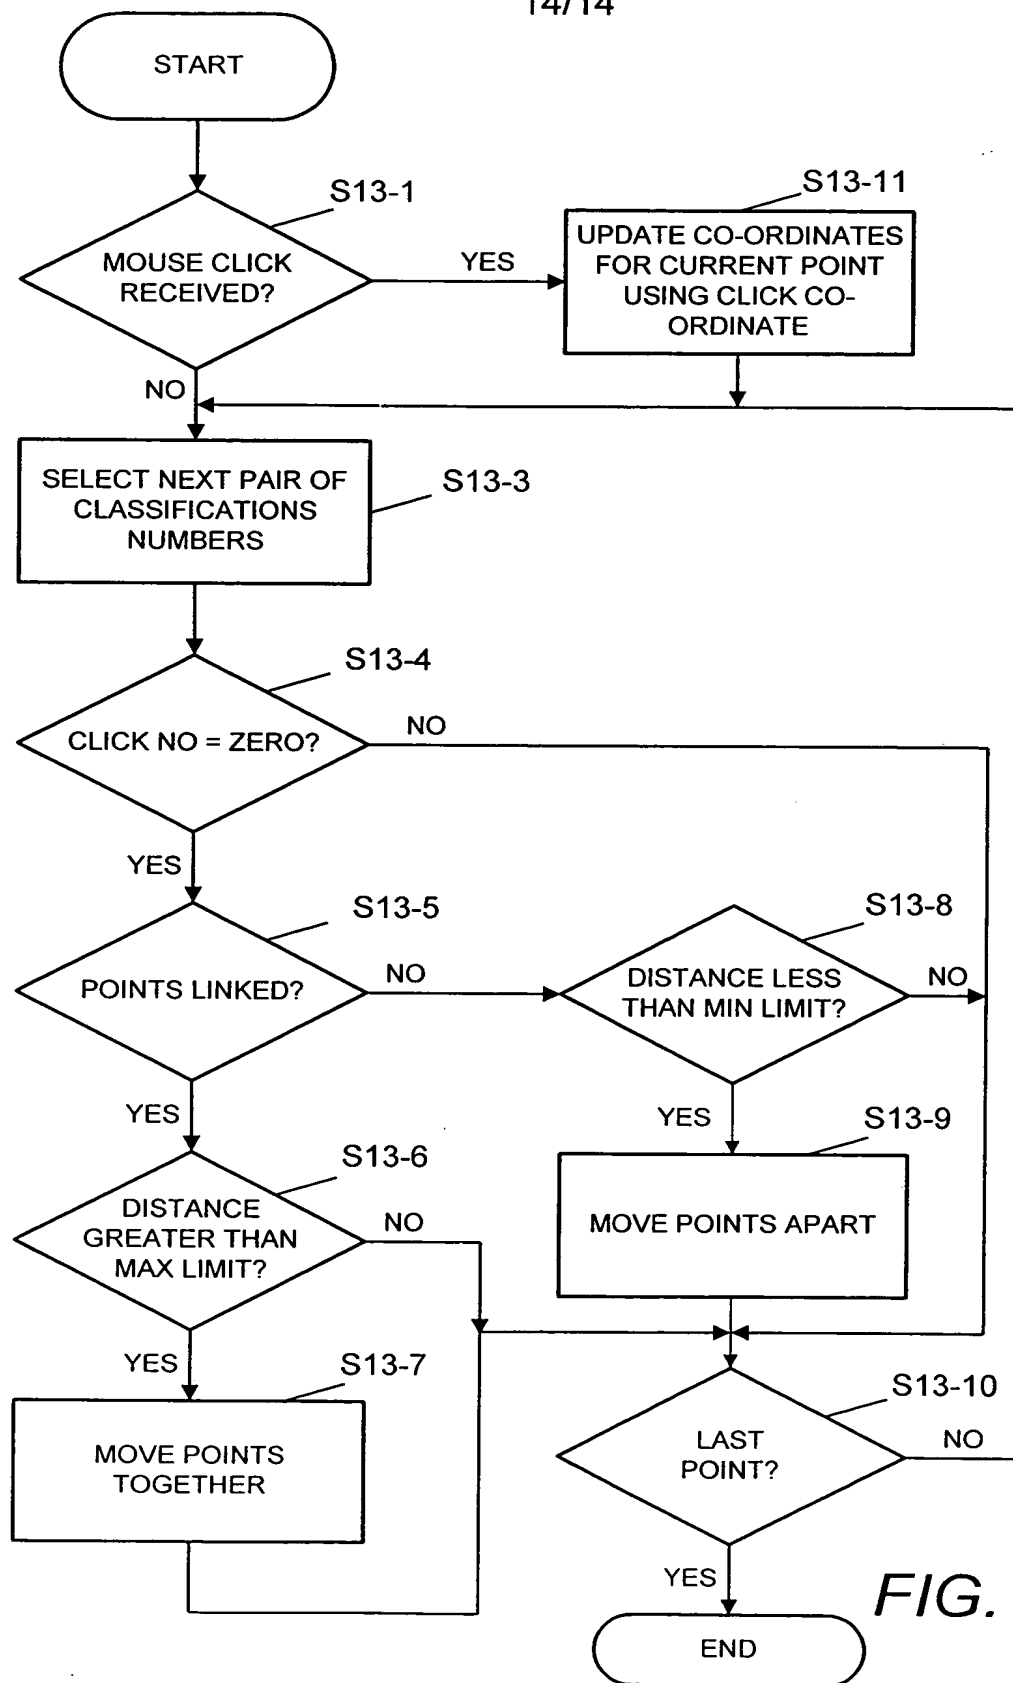 14/14
START
S13-1
S13-11
MOUSE CLICK
RECEIVED?
YES
UPDATE CO-ORDINATES
FOR CURRENT POINT
USING CLICK CO-
ORDINATE
NO
SELECT NEXT PAIR OF
CLASSIFICATIONS
NUMBERS
S13-3
S13-4
CLICK NO = ZERO?
NO
YES
S13-5
S13-8
POINTS LINKED?
NO
DISTANCE LESS
THAN MIN LIMIT?
NO
YES
YES
S13-6
S13-9
DISTANCE
GREATER THAN
MAX LIMIT?
NO
MOVE POINTS APART
YES
S13-7
S13-10
MOVE POINTS
TOGETHER
LAST
POINT?
NO
YES
FIG.
END